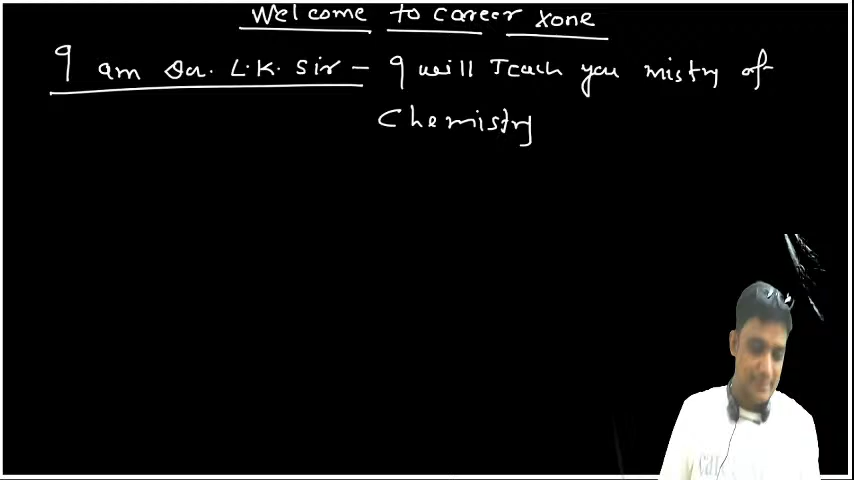 Welcome to career xone
I am Dr. L.K. Sir - I will Teach you mistry of
Chemistry